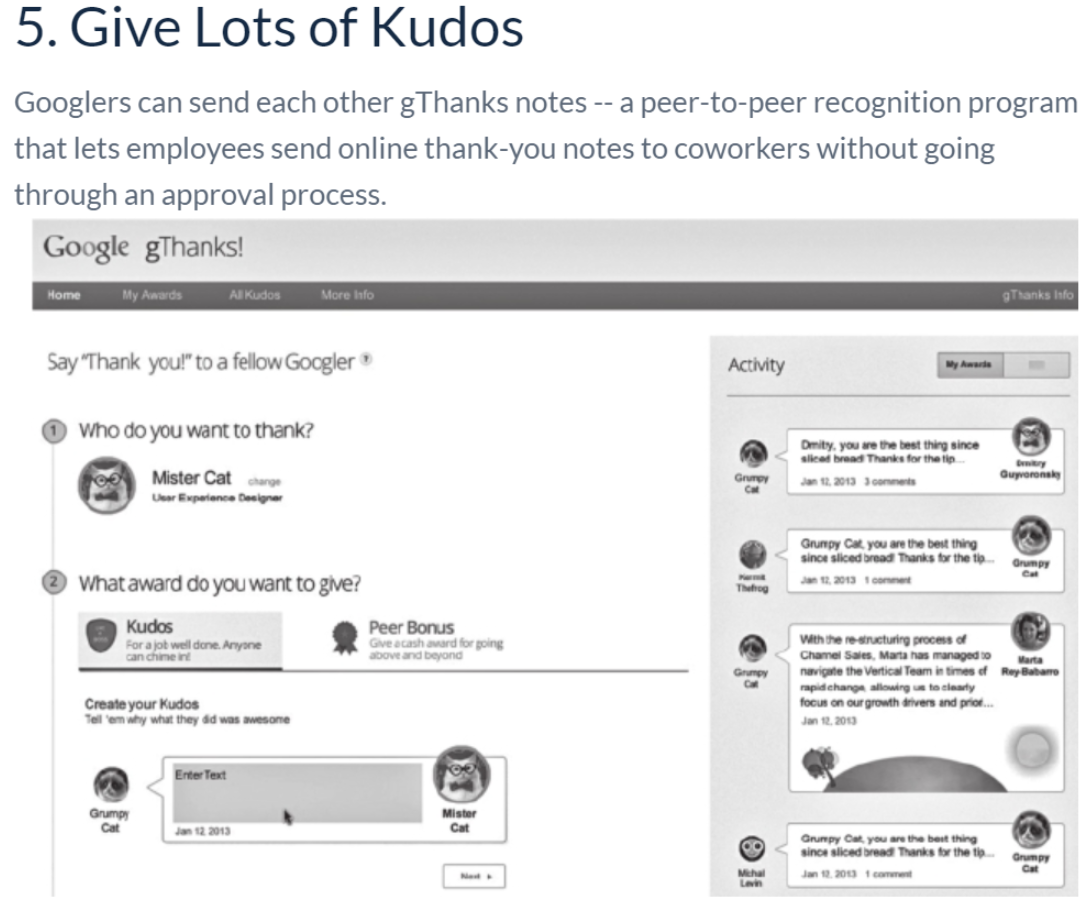 5. Give Lots of Kudos
Googlers can send each other gThanks notes -- a peer-to-peer recognition program
that lets employees send online thank-you notes to coworkers without going
through an approval process.
Google gThanks!
Home My Awards All Kudos More Info gThanks Info
Say "Thank you!" to a fellow Googler ?
1 Who do you want to thank?
Mister Cat change
User Experience Designer
2 What award do you want to give?
Kudos
For a job well done. Anyone
can chime in!
Peer Bonus
Give a cash award for going
above and beyond
Create your Kudos
Tell 'em why what they did was awesome
Grumpy
Cat
Enter Text
Jan 12, 2013
Mister
Cat
Next
Activity
My Awards
Grumpy
Cat
Dmity, you are the best thing since
sliced bread! Thanks for the tip...
Jan 12, 2013 3 comments
Dmitry
Guyvoronsky
Kermit
Thefrog
Grumpy Cat, you are the best thing
since sliced bread! Thanks for the tip...
Jan 12, 2013 1 comment
Grumpy
Cat
Grumpy
Cat
With the re-structuring process of
Chamel Sales, Marta has managed to
navigate the Vertical Team in times of
rapid change, allowing us to clearly
focus on our growth drivers and prior...
Jan 12, 2013
Marta
Rey-Babarro
Michal
Levin
Grumpy Cat, you are the best thing
since sliced bread! Thanks for the tip...
Jan 12, 2013 1 comment
Grumpy
Cat